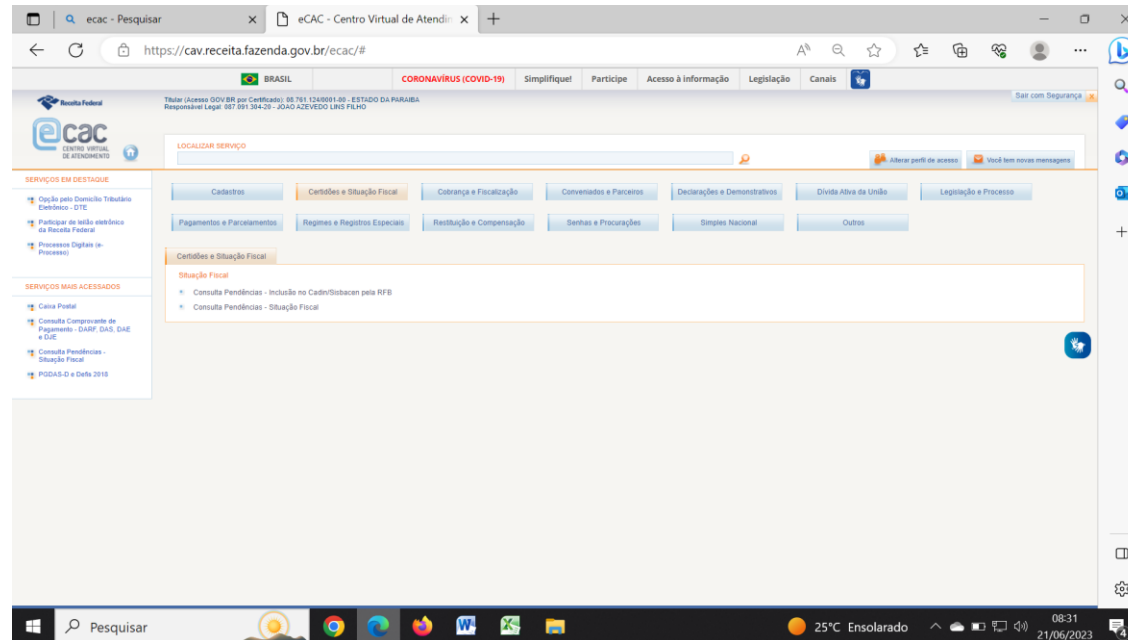 ecac - Pesquisar
eCAC - Centro Virtual de Atendin
https://cav.receita.fazenda.gov.br/ecac/#
BRASIL
CORONAVÍRUS (COVID-19)
Simplifique!
Participe
Acesso à informação
Legislação
Canais
Receita Federal
Titular (Acesso GOV.BR por Certificado): 08.761.124/0001-00 - ESTADO DA PARAIBA
Responsável Legal: 087.091.304-20 - JOAO AZEVEDO LINS FILHO
Sair com Segurança
ecac
CENTRO VIRTUAL
DE ATENDIMENTO
LOCALIZAR SERVIÇO
Alterar perfil de acesso
Você tem novas mensagens
SERVIÇOS EM DESTAQUE
Opção pelo Domicílio Tributário
Eletrônico - DTE
Participar de leilão eletrônico
da Receita Federal
Processos Digitais (e-
Processo)
SERVIÇOS MAIS ACESSADOS
Caixa Postal
Consulta Comprovante de
Pagamento - DARF, DAS, DAE
e DJE
Consulta Pendências -
Situação Fiscal
PGDAS-D e Defis 2018
Cadastros
Certidões e Situação Fiscal
Cobrança e Fiscalização
Conveniados e Parceiros
Declarações e Demonstrativos
Dívida Ativa da União
Legislação e Processo
Pagamentos e Parcelamentos
Regimes e Registros Especiais
Restituição e Compensação
Senhas e Procurações
Simples Nacional
Outros
Certidões e Situação Fiscal
Situação Fiscal
Consulta Pendências - Inclusão no Cadin/Sisbacen pela RFB
Consulta Pendências - Situação Fiscal
Pesquisar
25°C Ensolarado
08:31
21/06/2023